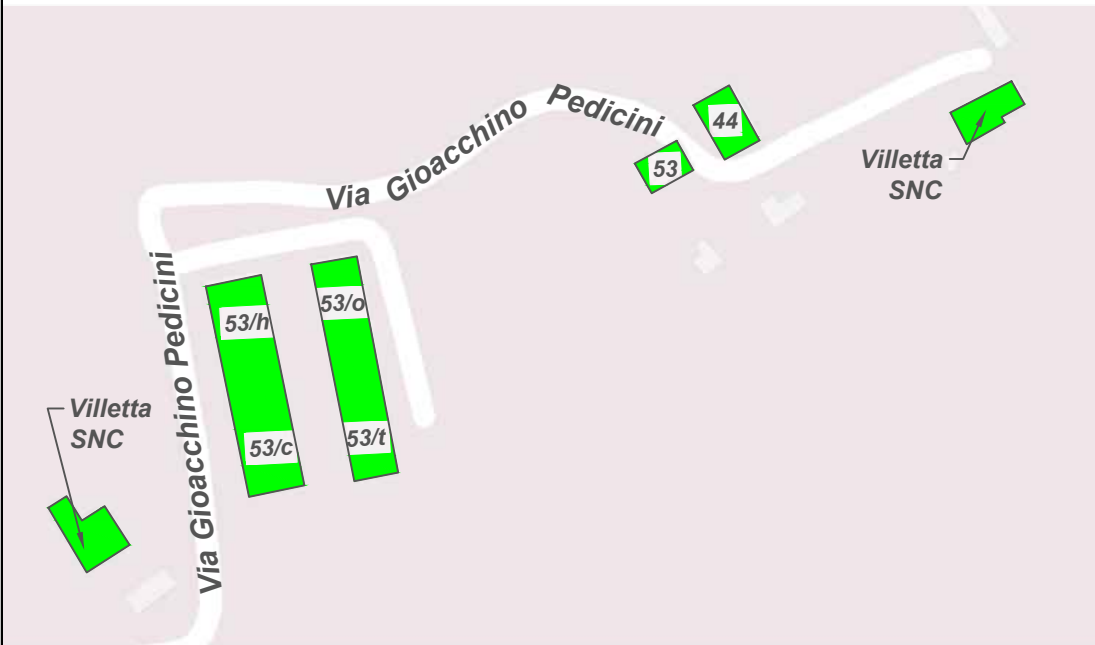 Via Gioacchino Pedicini
44
53
Villetta
SNC
53/h
53/o
53/c
53/t
Via Gioacchino Pedicini
Villetta
SNC